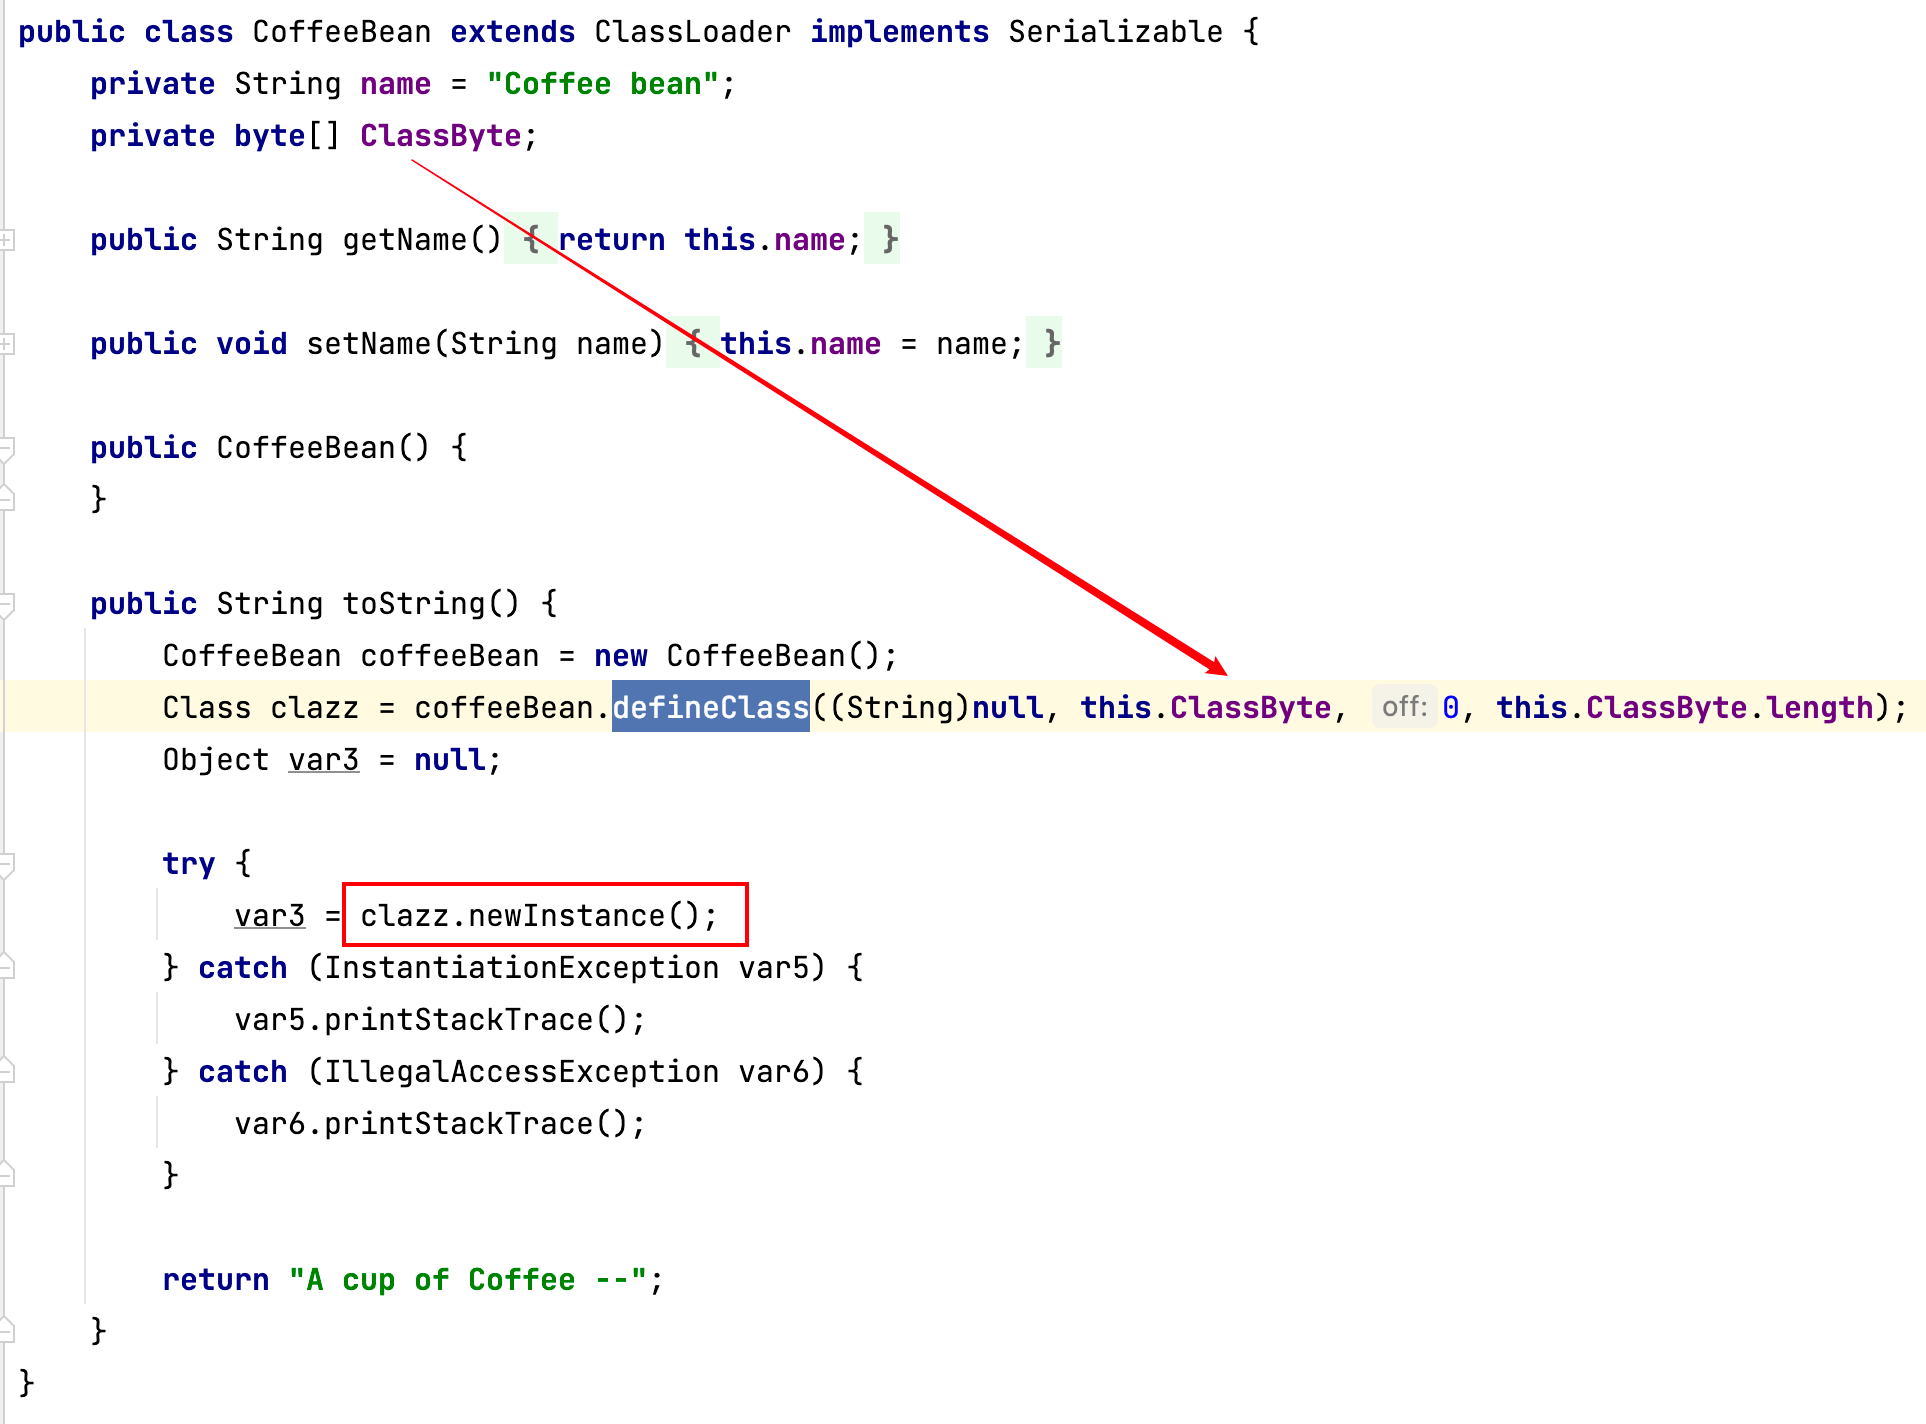 public class CoffeeBean extends ClassLoader implements Serializable {
    private String name = "Coffee bean";
    private byte[] ClassByte;
    public String getName() { return this.name; }
    public void setName(String name) { this.name = name; }
    public CoffeeBean() {
    }
    public String toString() {
        CoffeeBean coffeeBean = new CoffeeBean();
        Class clazz = coffeeBean.defineClass((String)null, this.ClassByte, off: 0, this.ClassByte.length);
        Object var3 = null;
        try {
            var3 = clazz.newInstance();
        } catch (InstantiationException var5) {
            var5.printStackTrace();
        } catch (IllegalAccessException var6) {
            var6.printStackTrace();
        }
        return "A cup of Coffee --";
    }
}